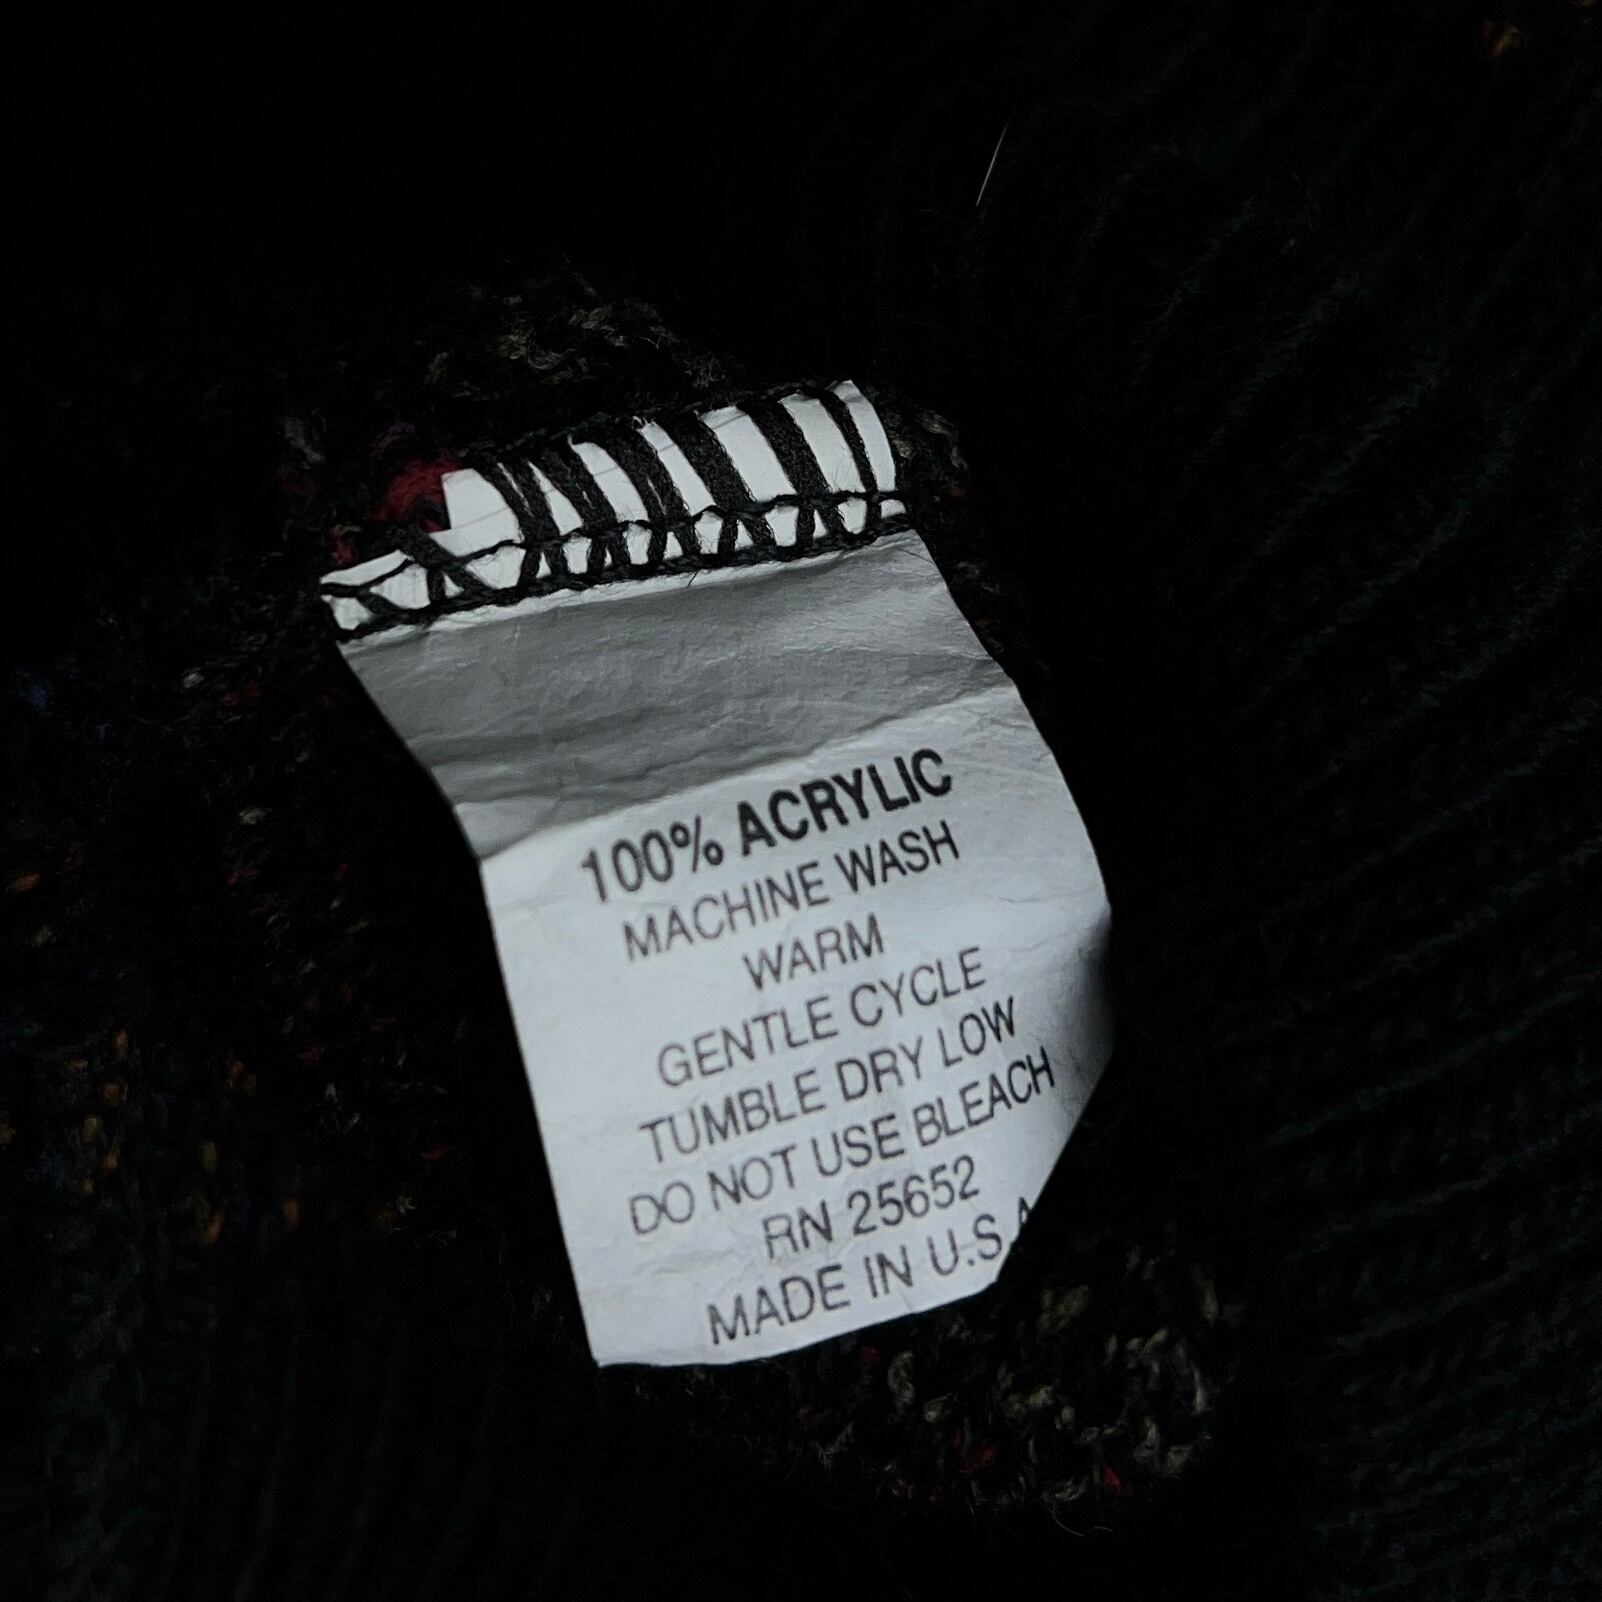 100% ACRYLIC
MACHINE WASH
WARM
GENTLE CYCLE
TUMBLE DRY LOW
DO NOT USE BLEACH
RN 25652
MADE IN U.S.A